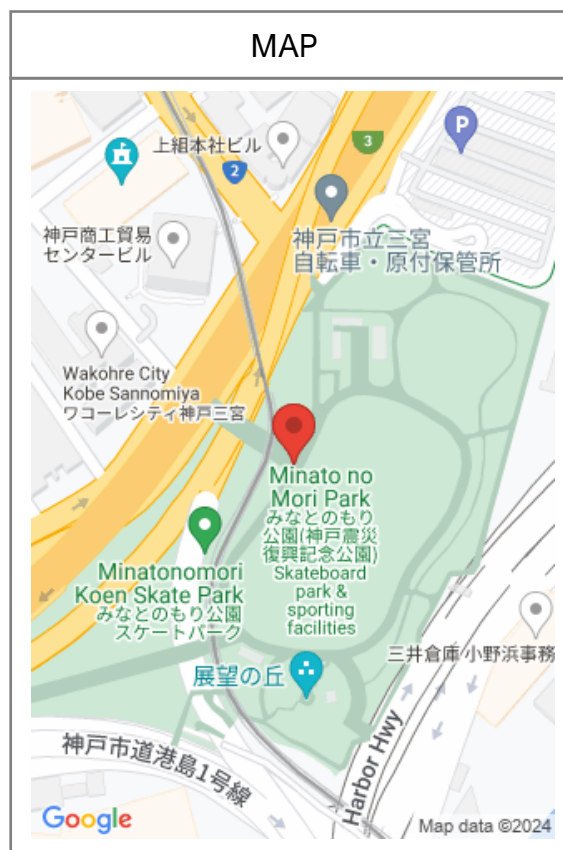 MAP
上組本社ビル
3
P
2
神戸商工貿易
センタービル
神戸市立三宮
自転車・原付保管所
Wakohre City
Kobe Sannomiya
ワコーレシティ神戸三宮
Minato no
Mori Park
みなとのもり
公園(神戸震災
復興記念公園)
Skateboard
park &
sporting
facilities
Minatonomori
Koen Skate Park
みなとのもり公園
スケートパーク
三井倉庫 小野浜事務
展望の丘
神戸市道港島1号線
Harbor Hwy
Google
Map data ©2024